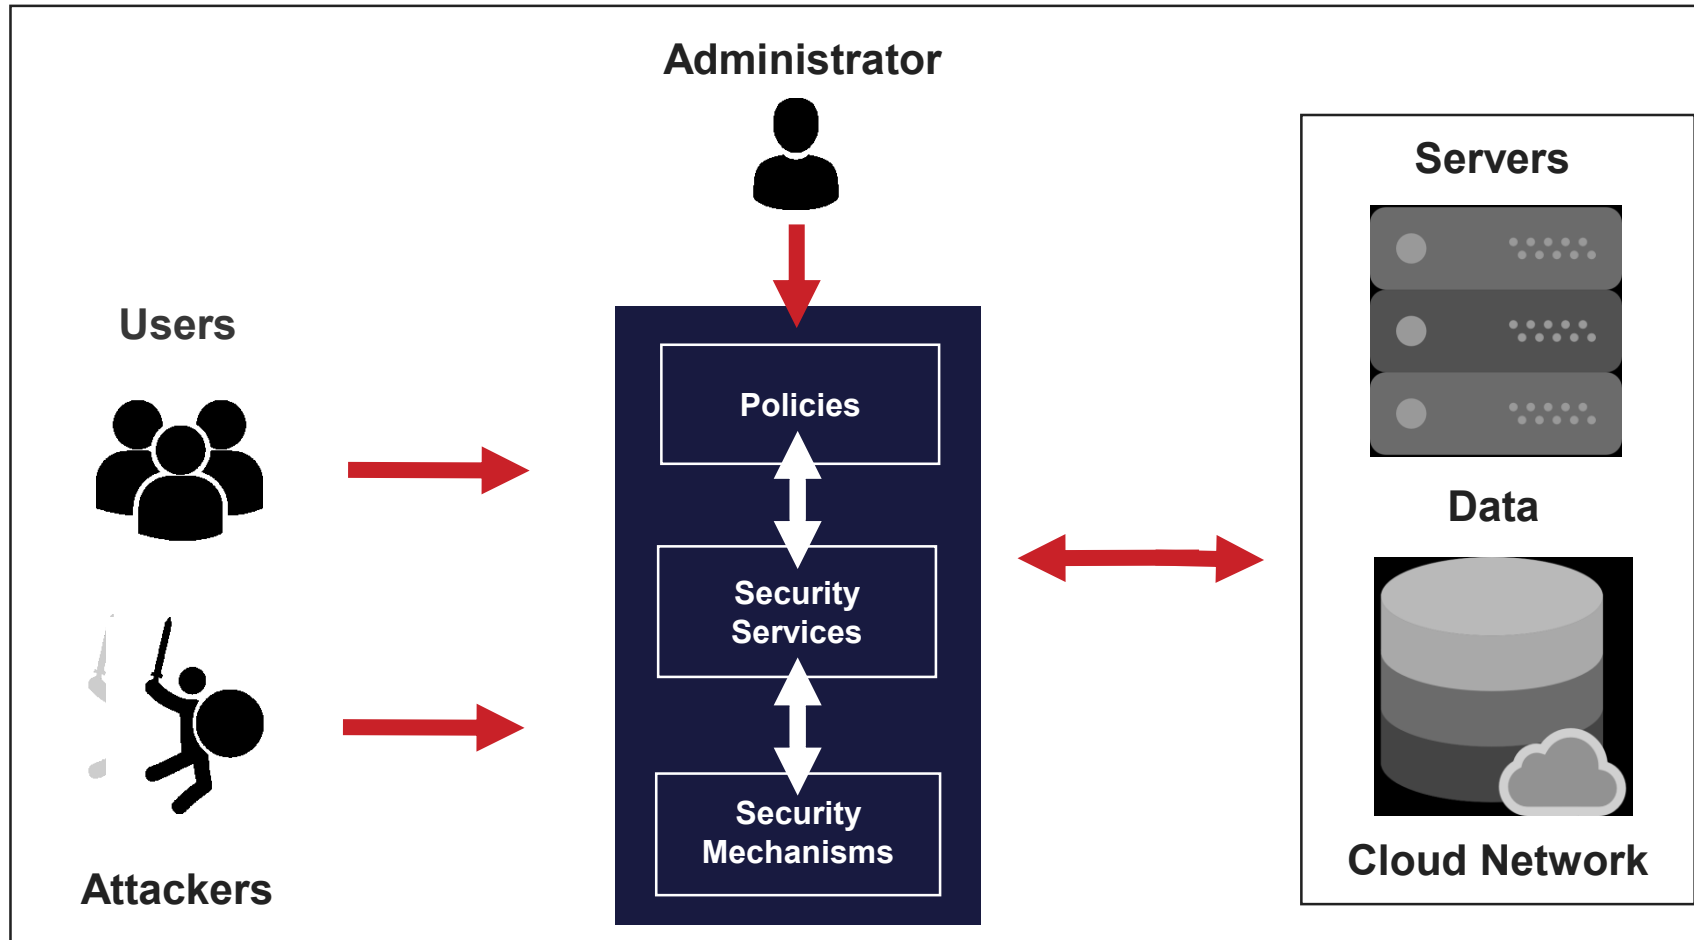 Administrator
Users
Attackers
Policies
Security
Services
Security
Mechanisms
Servers
Data
Cloud Network